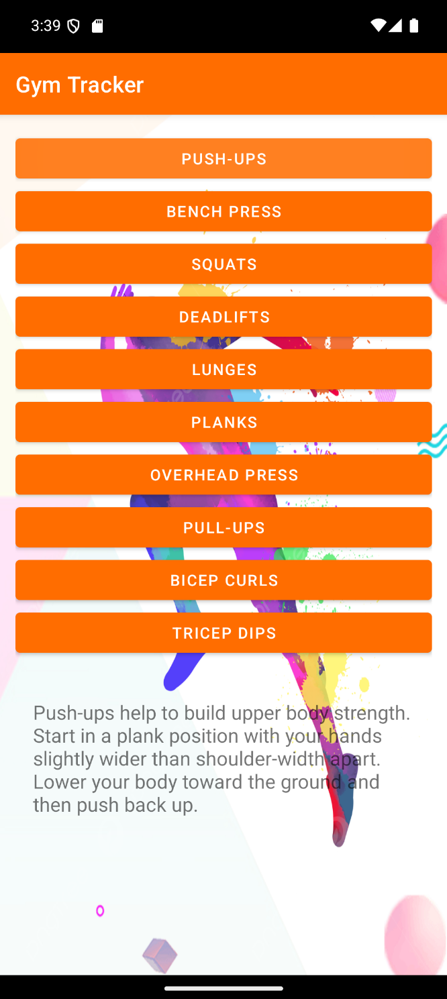 3:39
Gym Tracker
PUSH-UPS
BENCH PRESS
SQUATS
DEADLIFTS
LUNGES
PLANKS
OVERHEAD PRESS
PULL-UPS
BICEP CURLS
TRICEP DIPS
Push-ups help to build upper body strength.
Start in a plank position with your hands
slightly wider than shoulder-width apart.
Lower your body toward the ground and
then push back up.